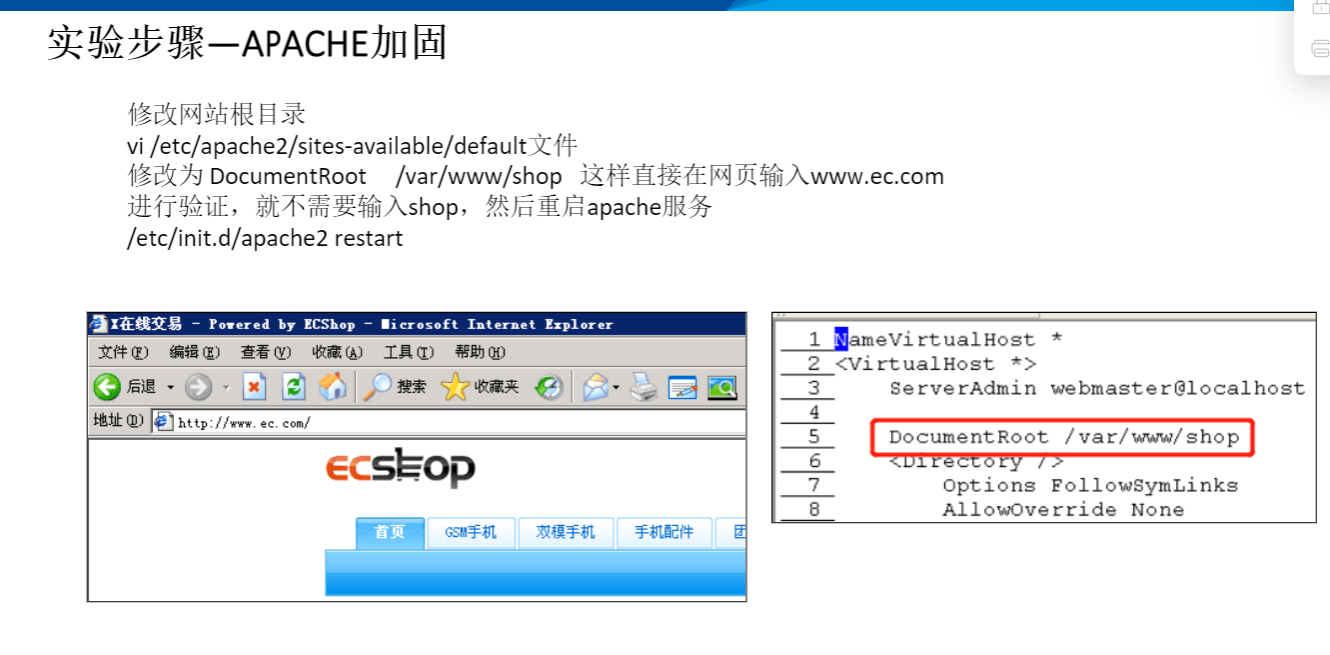 实验步骤—APACHE加固
修改网站根目录
vi /etc/apache2/sites-available/default文件
修改为 DocumentRoot /var/www/shop 这样直接在网页输入www.ec.com
进行验证，就不需要输入shop，然后重启apache服务
/etc/init.d/apache2 restart
X在线交易 - Powered by ECShop - Microsoft Internet Explorer
文件(F) 编辑(E) 查看(V) 收藏(A) 工具(T) 帮助(H)
后退 搜索 收藏夹
地址(D) http://www.ec.com/
ecshop
首页 GSM手机 双模手机 手机配件 团
1 NameVirtualHost *
2 <VirtualHost *>
3 ServerAdmin webmaster@localhost
4
5 DocumentRoot /var/www/shop
6 <Directory />
7 Options FollowSymLinks
8 AllowOverride None